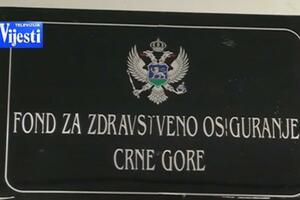 TELEVIZIJA
Vijesti
FOND ZA ZDRAVSTVENO OSIGURANJE
CRNE GORE